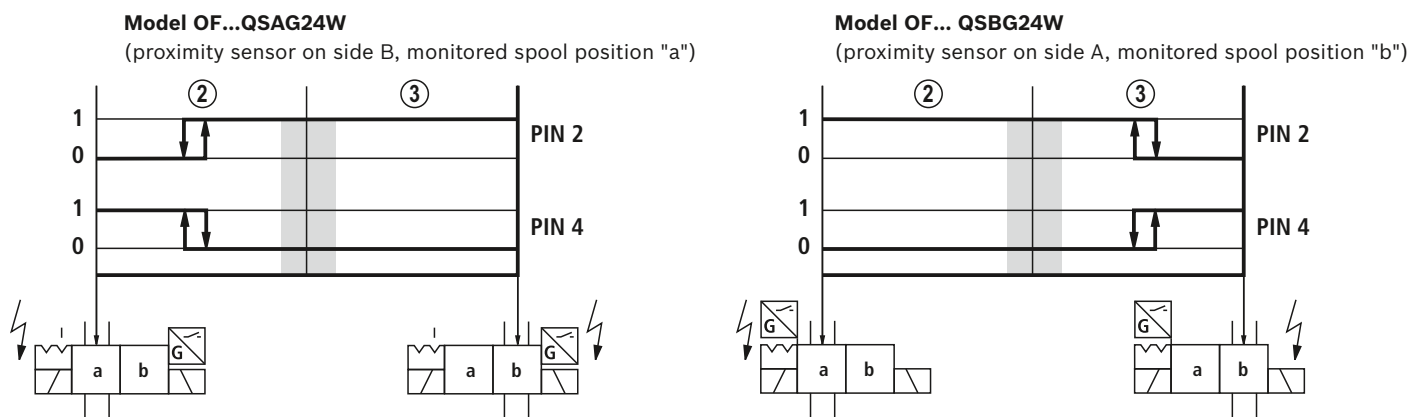 Model OF...QSAG24W
(proximity sensor on side B, monitored spool position "a")
② ③
1
0
PIN 2
1
0
PIN 4
G
a b
G
a b
Model OF... QSBG24W
(proximity sensor on side A, monitored spool position "b")
② ③
1
0
PIN 2
1
0
PIN 4
G
a b
G
a b